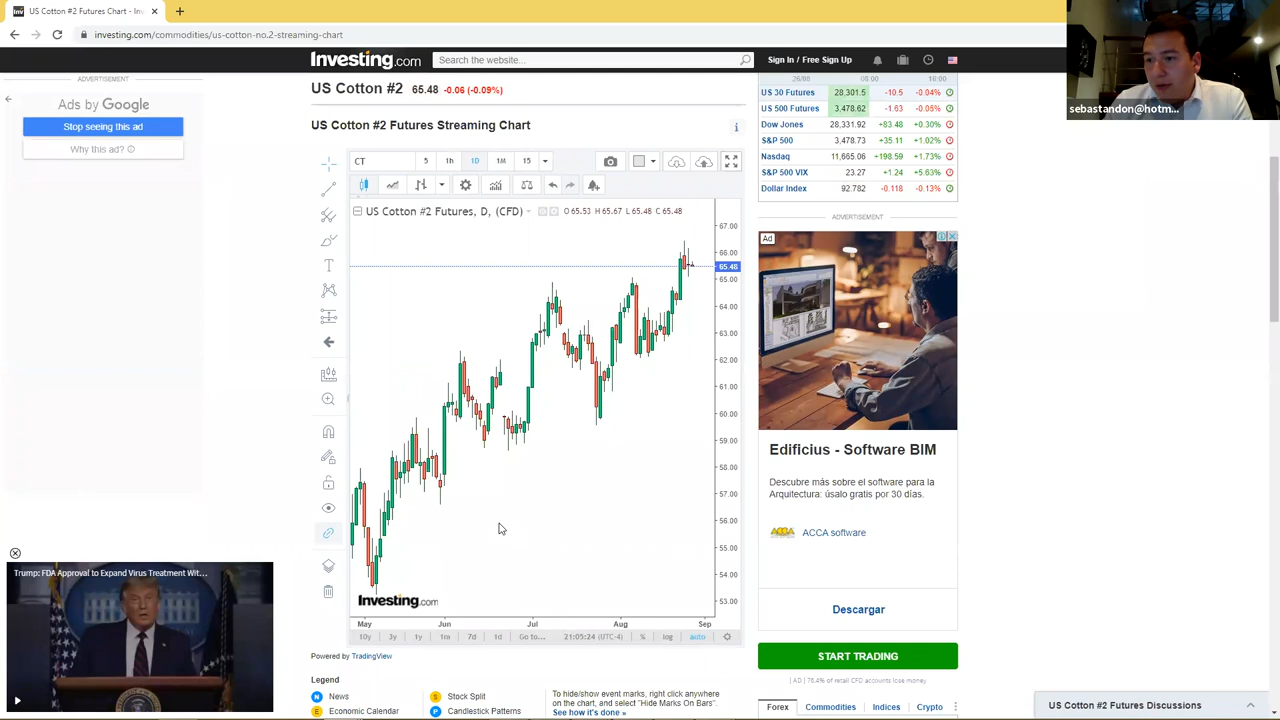 US Cotton #2 Futures Chart - Inv
investing.com/commodities/us-cotton-no.2-streaming-chart
sebastandon@hotm...
ADVERTISEMENT
Ads by Google
Stop seeing this ad
Why this ad?
Investing.com
Search the website...
Sign In / Free Sign Up
US Cotton #2 65.48 -0.06 (-0.09%)
US Cotton #2 Futures Streaming Chart
CT 5 1h 1D 1M 15
US Cotton #2 Futures, D, (CFD)
O 65.53 H 65.67 L 65.48 C 65.48
67.00
66.00
65.48
65.00
64.00
63.00
62.00
61.00
60.00
59.00
58.00
57.00
56.00
55.00
54.00
53.00
Investing.com
May Jun Jul Aug Sep
10y 3y 1y 1m 7d 1d Go to... 21:05:24 (UTC-4) % log auto
Powered by TradingView
Legend
News
Economic Calendar
S Stock Split
P Candlestick Patterns
To hide/show event marks, right click anywhere
on the chart, and select "Hide Marks On Bars".
See how it's done »
US 30 Futures 28,301.5 -10.5 -0.04%
US 500 Futures 3,478.62 -1.63 -0.05%
Dow Jones 28,331.92 +83.48 +0.30%
S&P 500 3,478.73 +35.11 +1.02%
Nasdaq 11,665.06 +198.59 +1.73%
S&P 500 VIX 23.27 +1.24 +5.63%
Dollar Index 92.782 -0.118 -0.13%
ADVERTISEMENT
Ad
Edificius - Software BIM
Descubre más sobre el software para la
Arquitectura: úsalo gratis por 30 días.
ACCA ACCA software
Descargar
START TRADING
| AD | 76.4% of retail CFD accounts lose money
Forex Commodities Indices Crypto
Trump: FDA Approval to Expand Virus Treatment Wit...
US Cotton #2 Futures Discussions